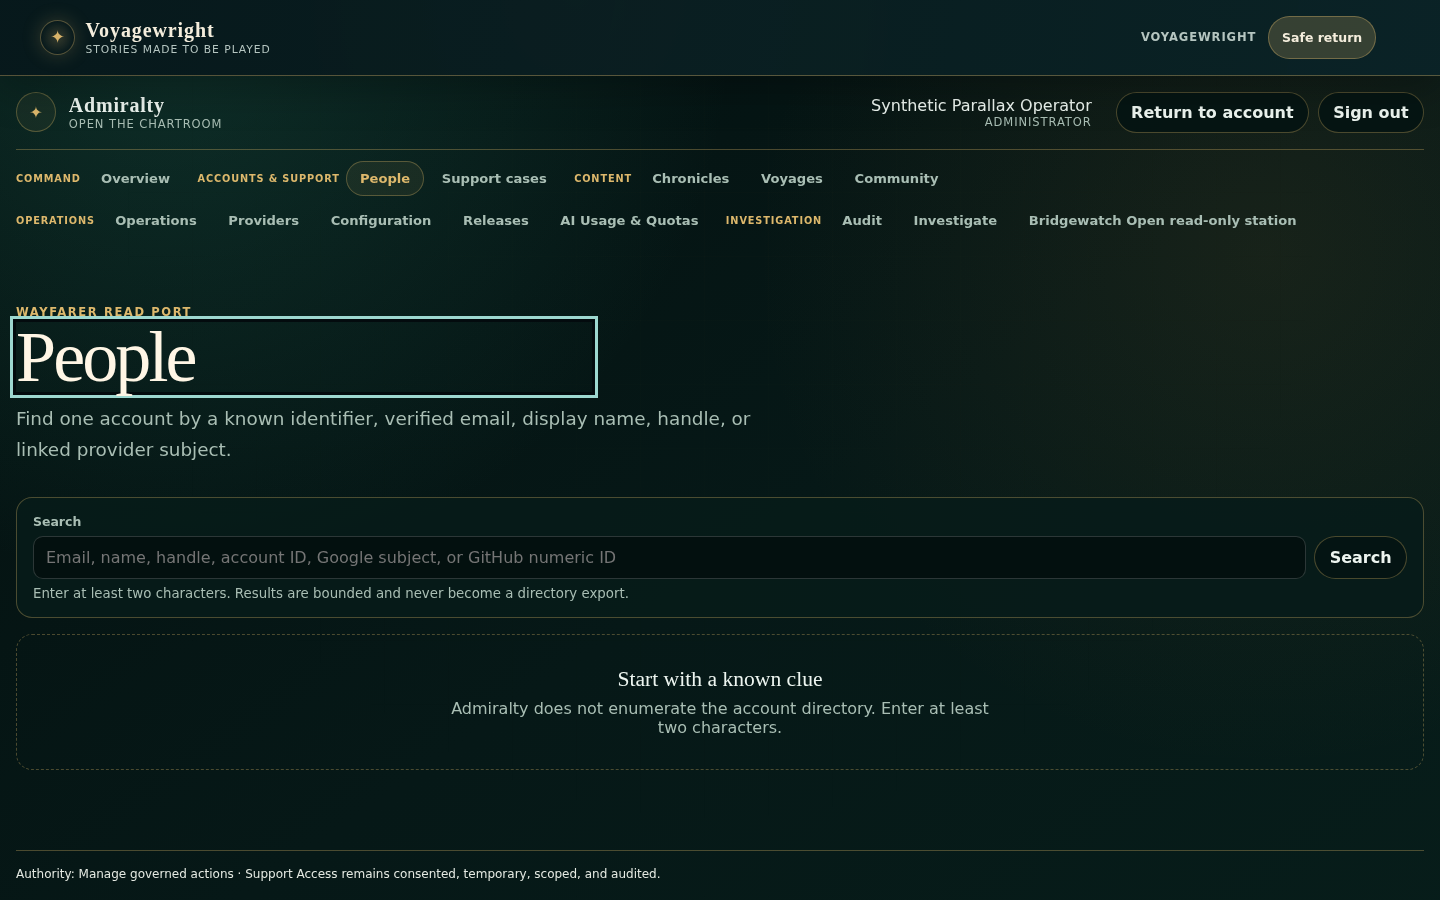 ✦ Voyagewright
STORIES MADE TO BE PLAYED
VOYAGEWRIGHT Safe return
✦ Admiralty
OPEN THE CHARTROOM
Synthetic Parallax Operator
ADMINISTRATOR
Return to account Sign out
COMMAND Overview ACCOUNTS & SUPPORT People Support cases CONTENT Chronicles Voyages Community
OPERATIONS Operations Providers Configuration Releases AI Usage & Quotas INVESTIGATION Audit Investigate Bridgewatch Open read-only station
WAYFARER READ PORT
People
Find one account by a known identifier, verified email, display name, handle, or
linked provider subject.
Search
Email, name, handle, account ID, Google subject, or GitHub numeric ID Search
Enter at least two characters. Results are bounded and never become a directory export.
Start with a known clue
Admiralty does not enumerate the account directory. Enter at least
two characters.
Authority: Manage governed actions · Support Access remains consented, temporary, scoped, and audited.